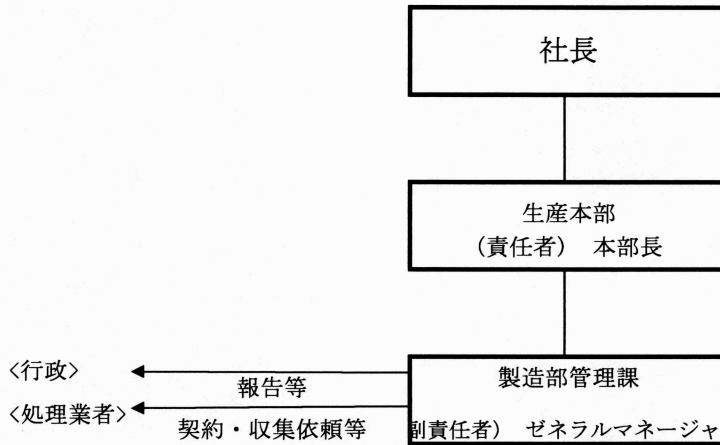 社長
生産本部
(責任者) 本部長
<行政>
報告等
<処理業者>
契約・収集依頼等
製造部管理課
副責任者) ゼネラルマネージャ